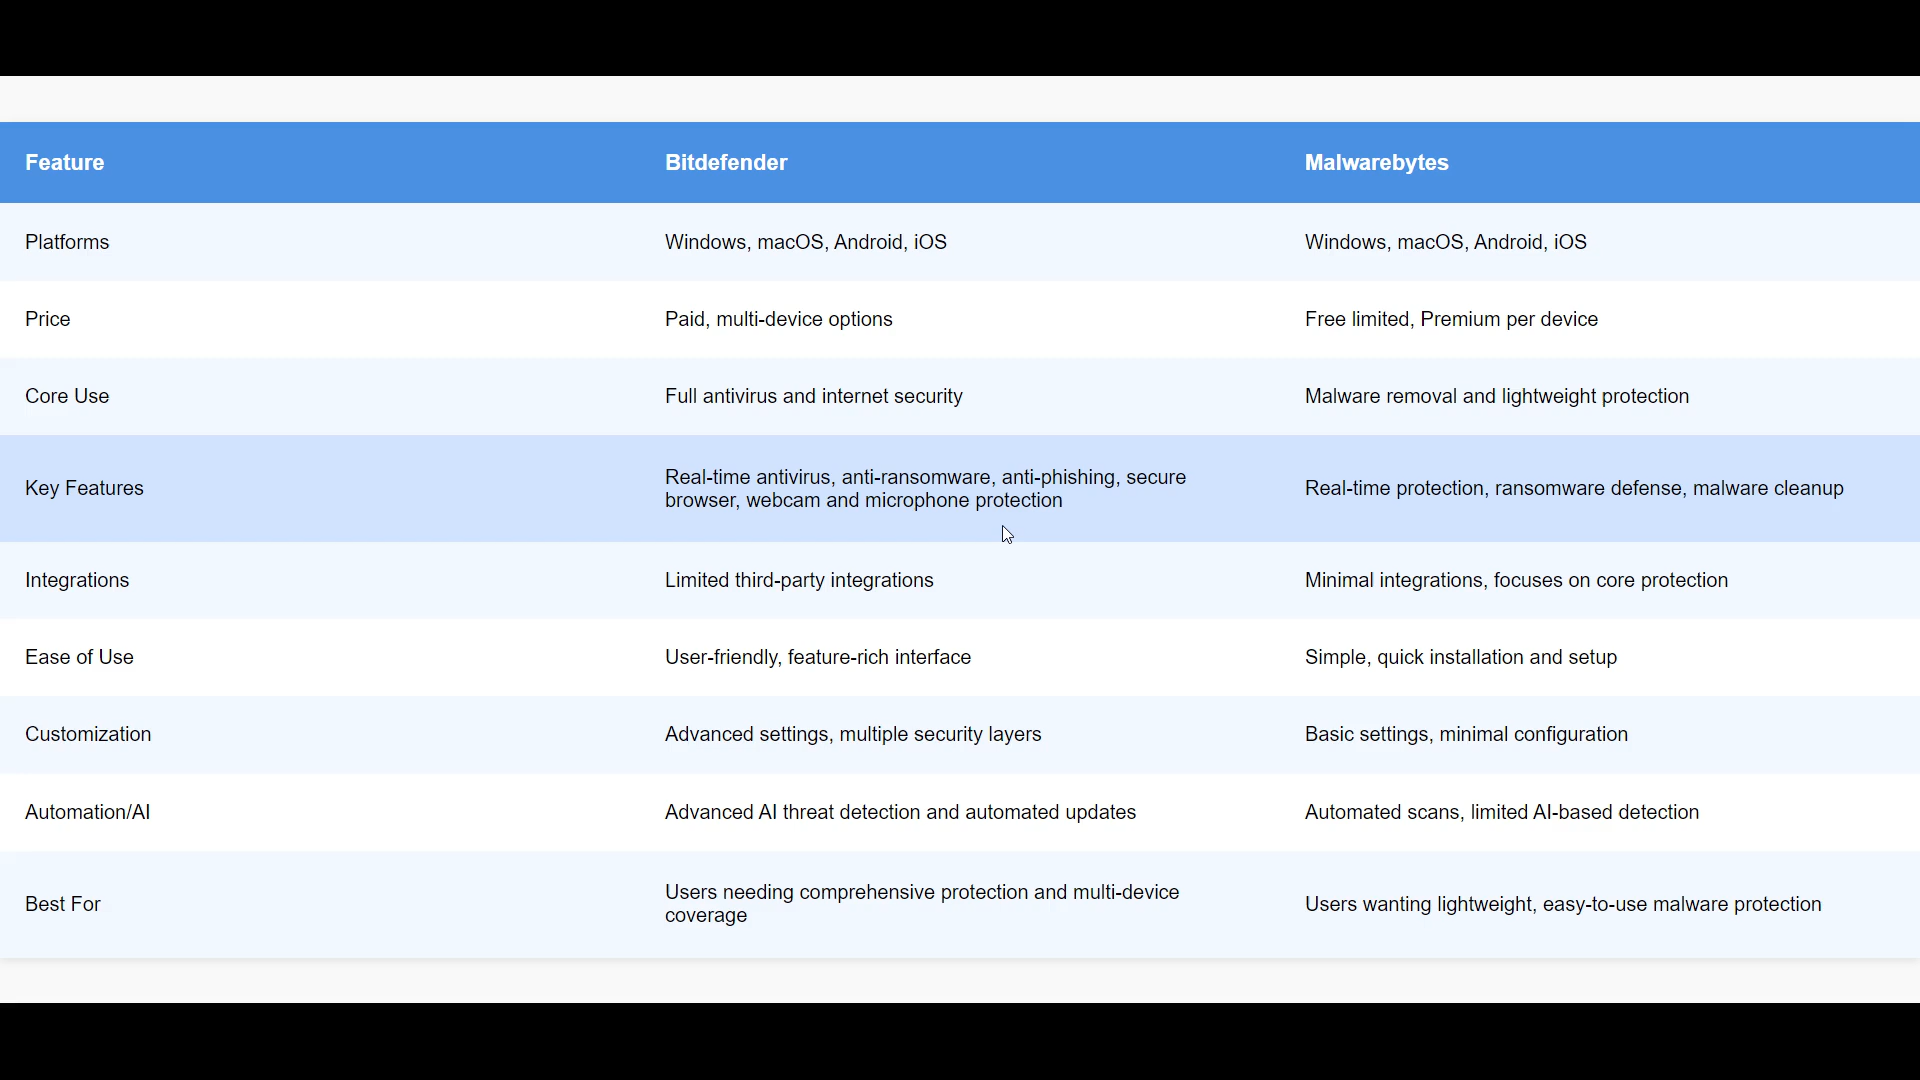 Feature Bitdefender Malwarebytes
Platforms Windows, macOS, Android, iOS Windows, macOS, Android, iOS
Price Paid, multi-device options Free limited, Premium per device
Core Use Full antivirus and internet security Malware removal and lightweight protection
Key Features Real-time antivirus, anti-ransomware, anti-phishing, secure
browser, webcam and microphone protection Real-time protection, ransomware defense, malware cleanup
Integrations Limited third-party integrations Minimal integrations, focuses on core protection
Ease of Use User-friendly, feature-rich interface Simple, quick installation and setup
Customization Advanced settings, multiple security layers Basic settings, minimal configuration
Automation/AI Advanced AI threat detection and automated updates Automated scans, limited AI-based detection
Best For Users needing comprehensive protection and multi-device
coverage Users wanting lightweight, easy-to-use malware protection